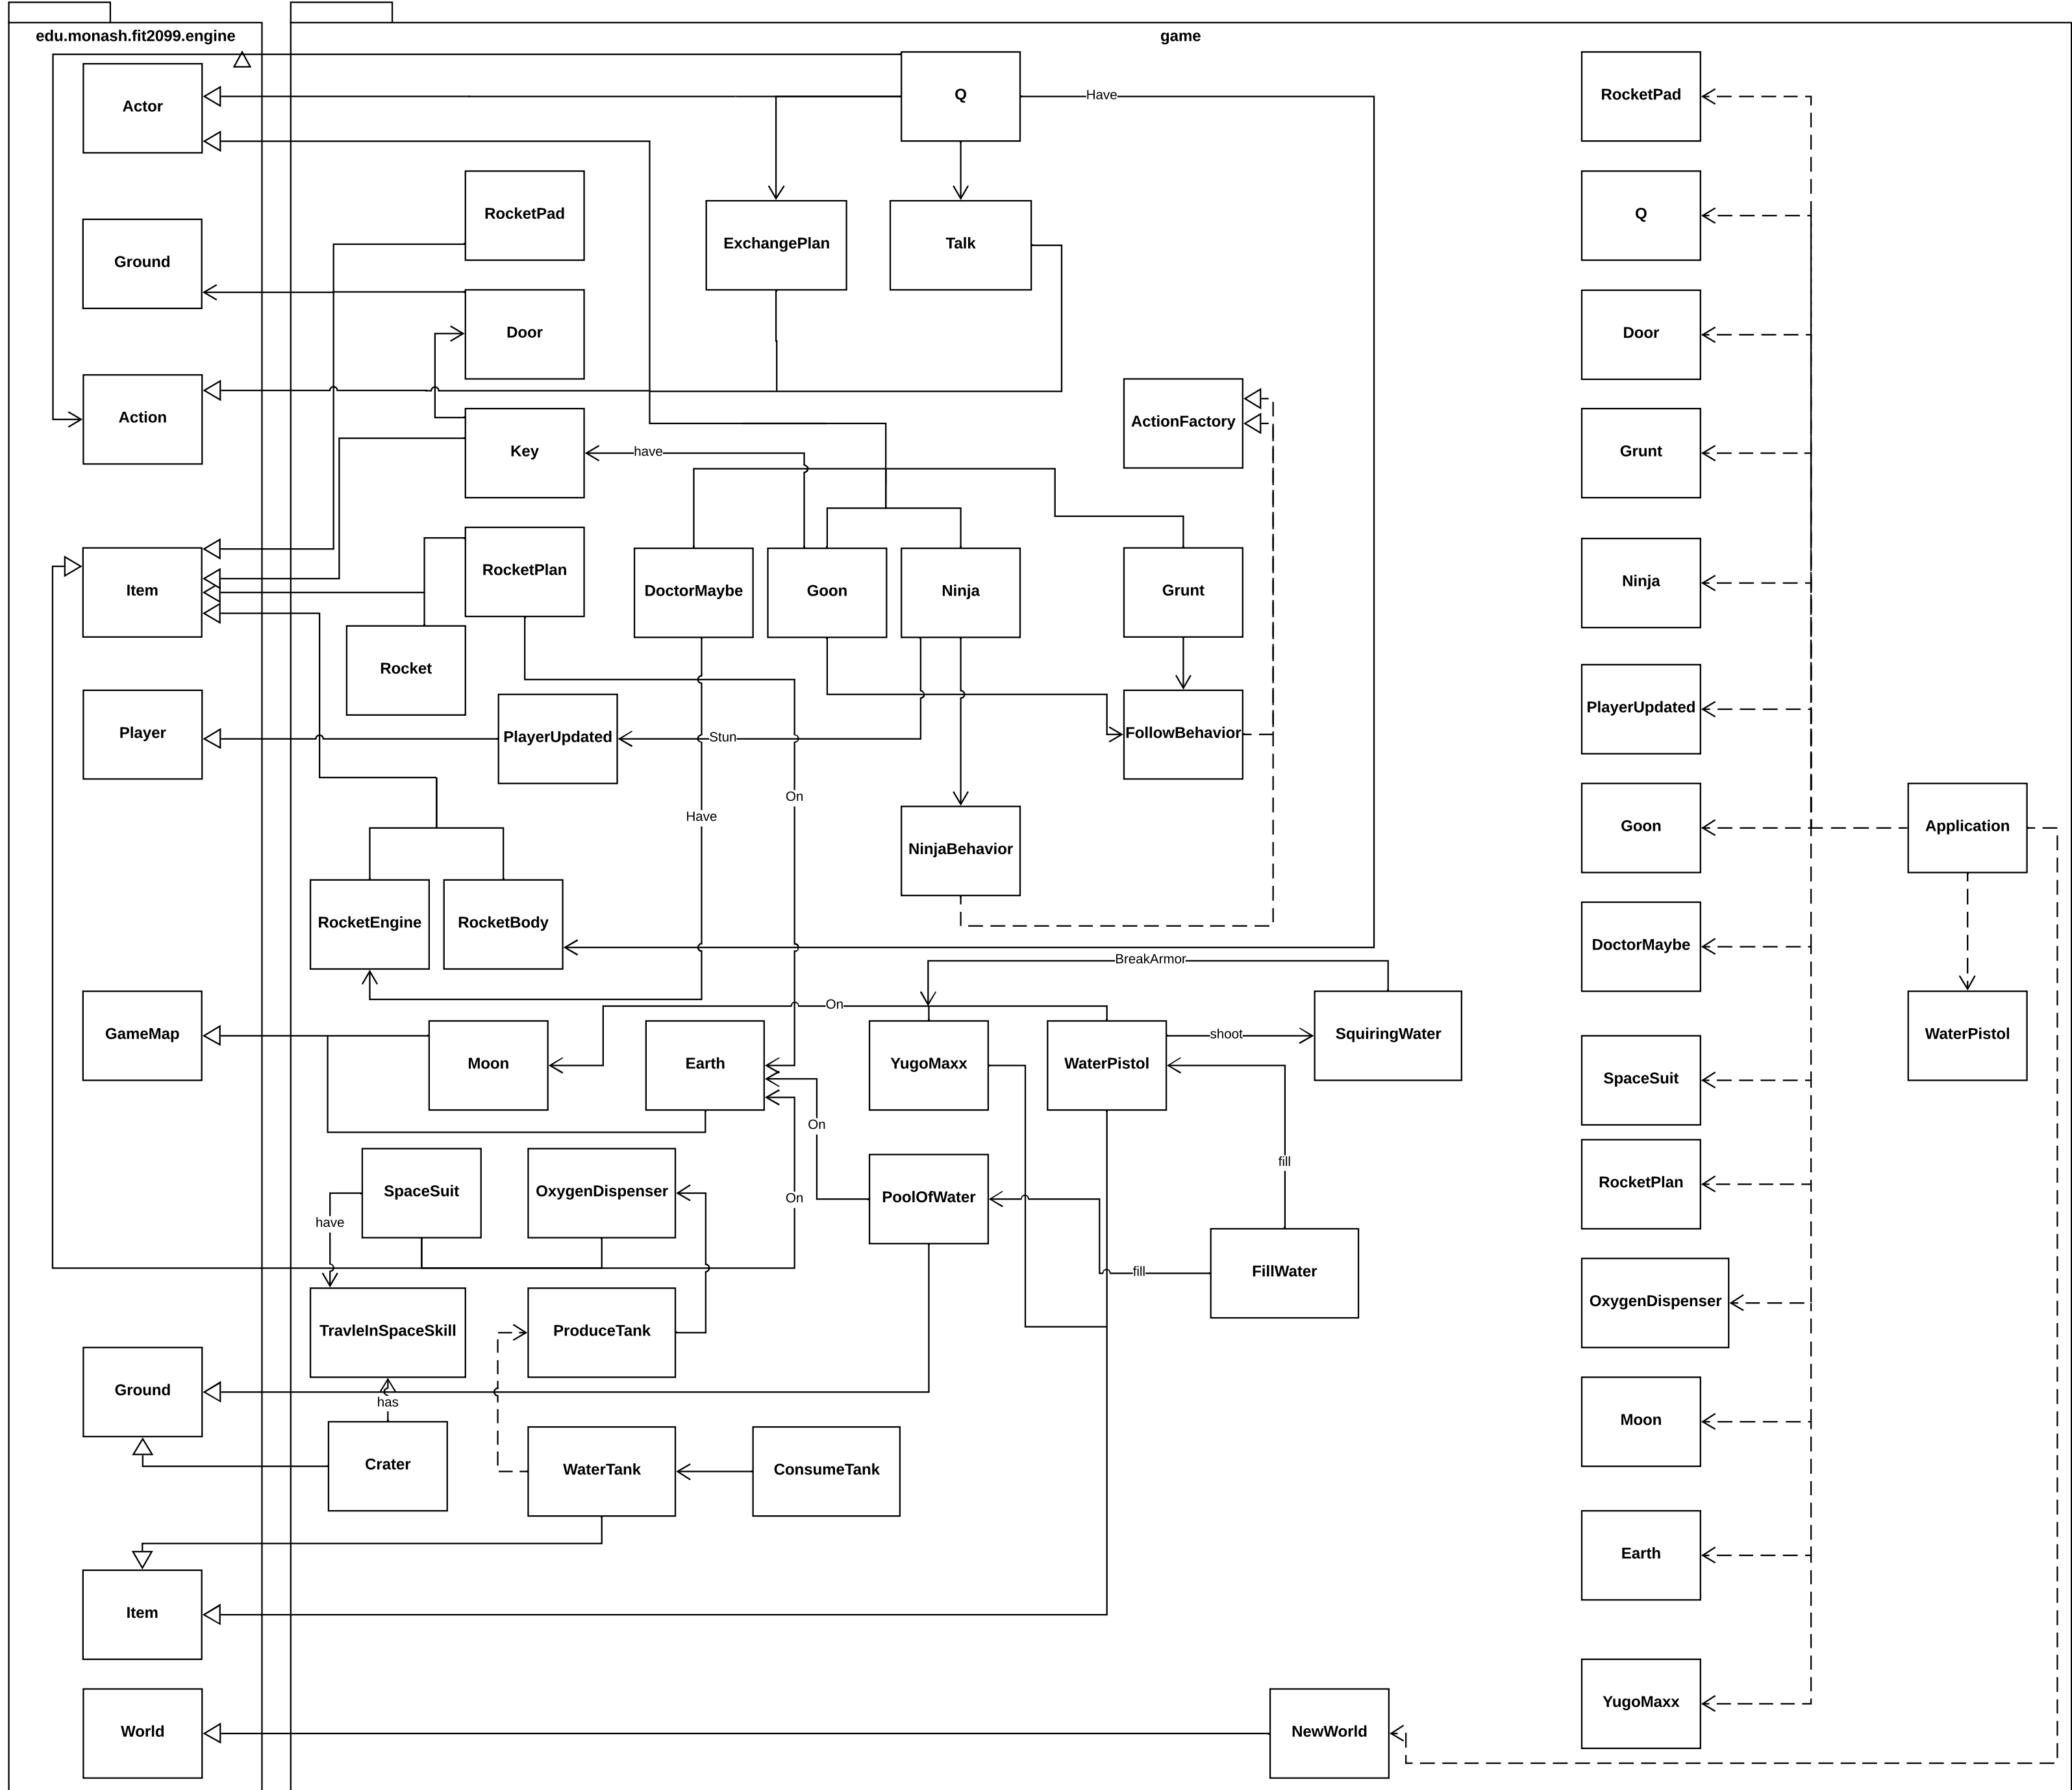 edu.monash.fit2099.engine
game
Actor
Q
Have
RocketPad
RocketPad
Q
Ground
ExchangePlan
Talk
Door
Door
Action
ActionFactory
Key
have
Grunt
Item
RocketPlan
DoctorMaybe
Goon
Ninja
Grunt
Ninja
Rocket
Player
PlayerUpdated
Stun
FollowBehavior
PlayerUpdated
On
Have
NinjaBehavior
Goon
Application
RocketEngine
RocketBody
DoctorMaybe
BreakArmor
On
GameMap
Moon
Earth
YugoMaxx
WaterPistol
shoot
SquiringWater
SpaceSuit
WaterPistol
On
fill
SpaceSuit
OxygenDispenser
On
PoolOfWater
RocketPlan
have
fill
FillWater
TravleInSpaceSkill
ProduceTank
OxygenDispenser
Ground
has
Moon
Crater
WaterTank
ConsumeTank
Earth
Item
World
NewWorld
YugoMaxx